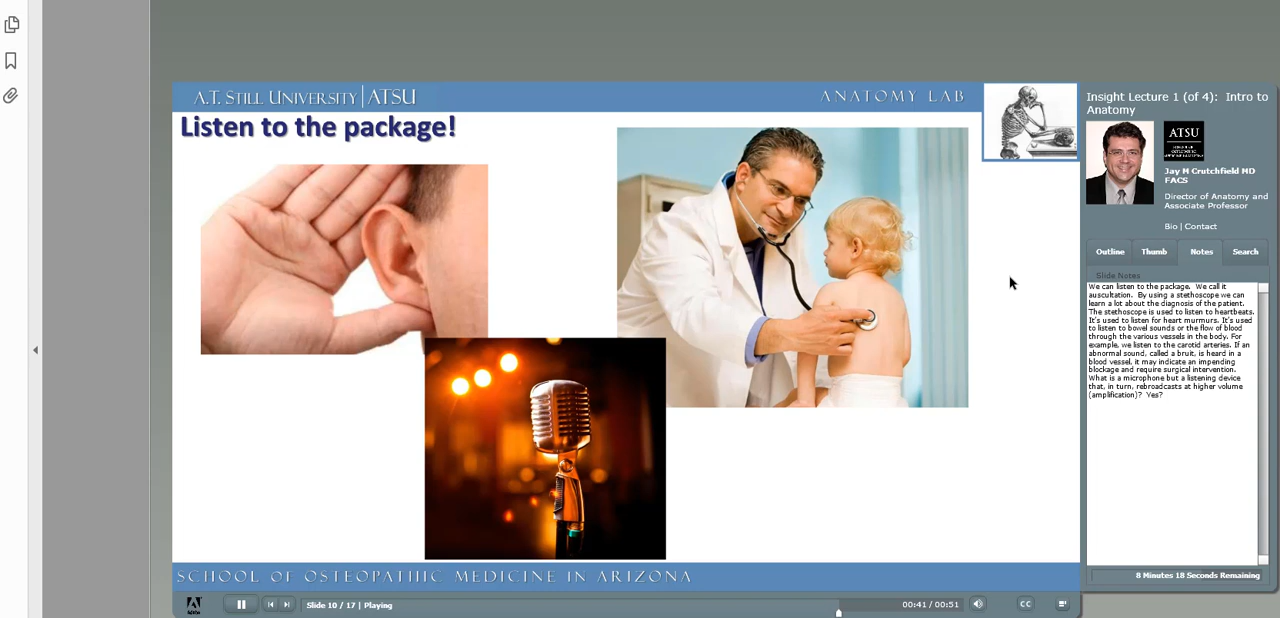 A.T. STILL UNIVERSITY | ATSU
ANATOMY LAB
Listen to the package!
SCHOOL OF OSTEOPATHIC MEDICINE IN ARIZONA
Slide 10 / 17 | Playing
00:41 / 00:51
CC
Insight Lecture 1 (of 4): Intro to
Anatomy
ATSU
Jay M Crutchfield MD
FACS
Director of Anatomy and
Associate Professor
Bio | Contact
Outline Thumb Notes Search
Slide Notes
We can listen to the package. We call it
auscultation. By using a stethoscope we can
learn a lot about the diagnosis of the patient.
The stethoscope is used to listen to heartbeats.
It's used to listen for heart murmurs. It's used
to listen to bowel sounds or the flow of blood
through the various vessels in the body. For
example, we listen to the carotid arteries. If an
abnormal sound, called a bruit, is heard in a
blood vessel, it may indicate an impending
blockage and require surgical intervention.
What is a microphone but a listening device
that, in turn, rebroadcasts at higher volume
(amplification)? Yes?
8 Minutes 18 Seconds Remaining